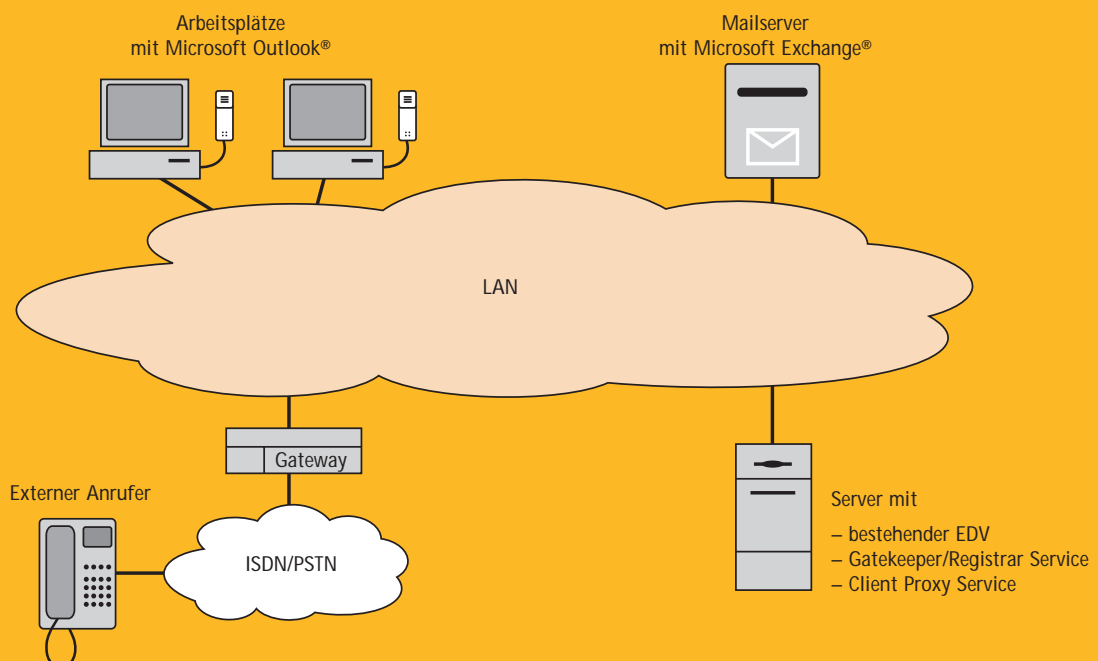 Arbeitsplätze
mit Microsoft Outlook®
Mailserver
mit Microsoft Exchange®
LAN
Gateway
Externer Anrufer
ISDN/PSTN
Server mit
– bestehender EDV
– Gatekeeper/Registrar Service
– Client Proxy Service